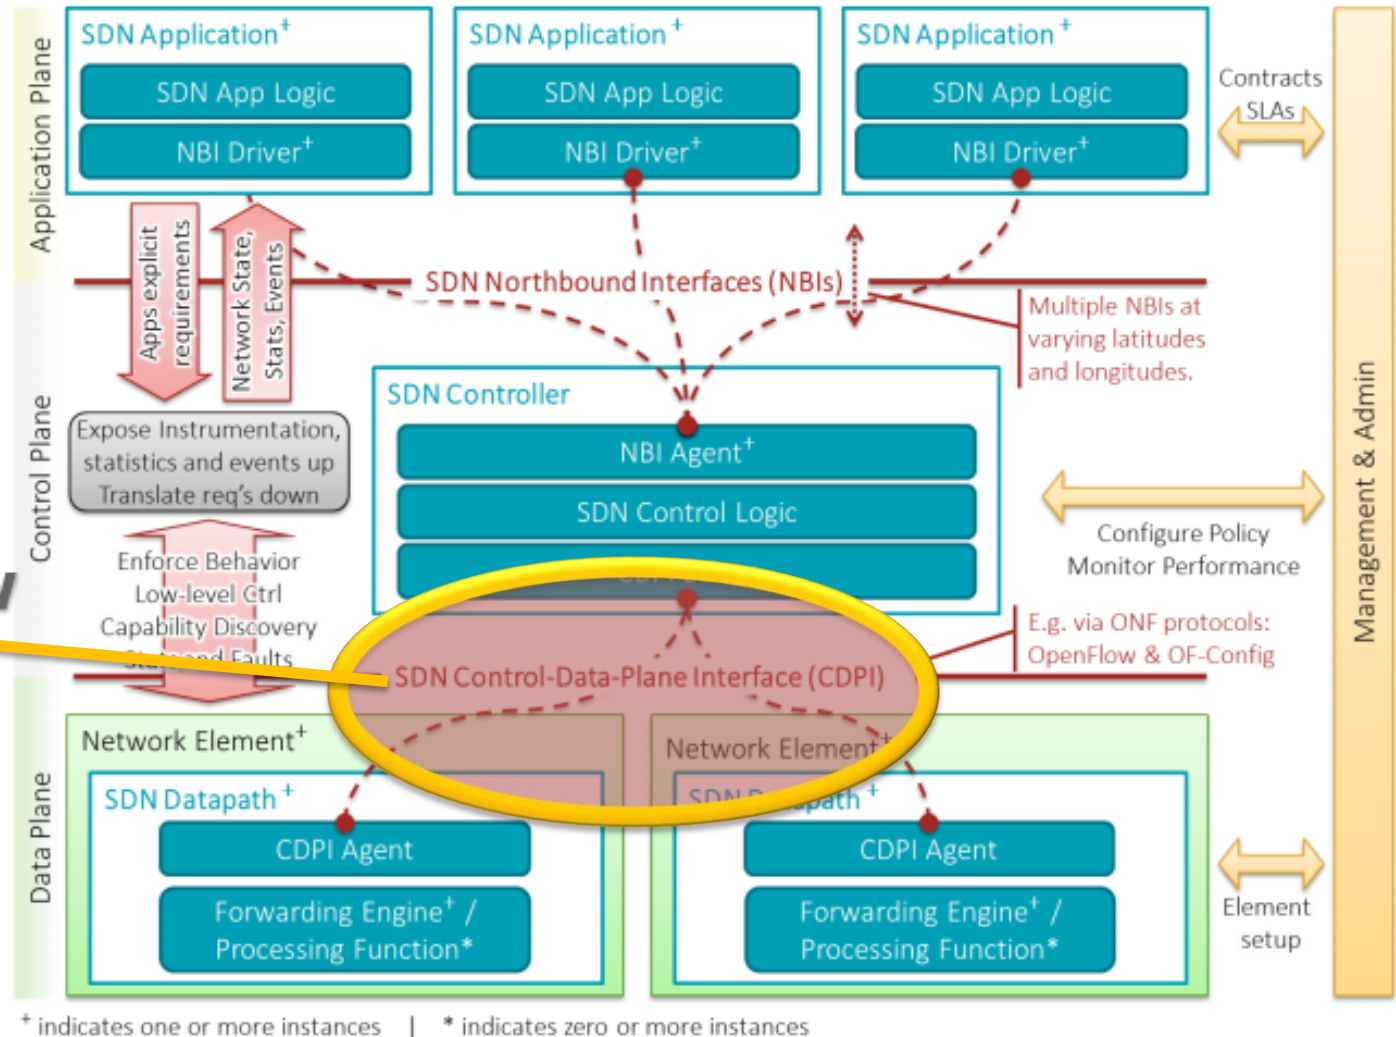 Application Plane
SDN Application+
SDN App Logic
NBI Driver+
SDN Application +
SDN App Logic
NBI Driver+
SDN Application +
SDN App Logic
NBI Driver+
Contracts
SLAs
Apps explicit
requirements
Network State,
Stats, Events
SDN Northbound Interfaces (NBIs)
Multiple NBIs at
varying latitudes
and longitudes.
Control Plane
Expose Instrumentation,
statistics and events up
Translate req's down
SDN Controller
NBI Agent+
SDN Control Logic
Configure Policy
Monitor Performance
Management & Admin
Enforce Behavior
Low-level Ctrl
Capability Discovery
State and Faults
SDN Control-Data-Plane Interface (CDPI)
E.g. via ONF protocols:
OpenFlow & OF-Config
Data Plane
Network Element+
SDN Datapath +
CDPI Agent
Forwarding Engine+ /
Processing Function*
Network Element+
SDN Datapath +
CDPI Agent
Forwarding Engine+ /
Processing Function*
Element
setup
+ indicates one or more instances | * indicates zero or more instances